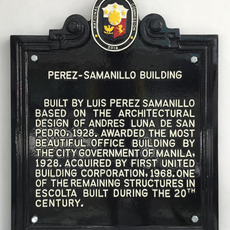 PEREZ-SAMANILLO BUILDING
BUILT BY LUIS PEREZ SAMANILLO
BASED ON THE ARCHITECTURAL
DESIGN OF ANDRES LUNA DE SAN
PEDRO, 1928. AWARDED THE MOST
BEAUTIFUL OFFICE BUILDING BY
THE CITY GOVERNMENT OF MANILA,
1928. ACQUIRED BY FIRST UNITED
BUILDING CORPORATION, 1968. ONE
OF THE REMAINING STRUCTURES IN
ESCOLTA BUILT DURING THE 20TH
CENTURY.